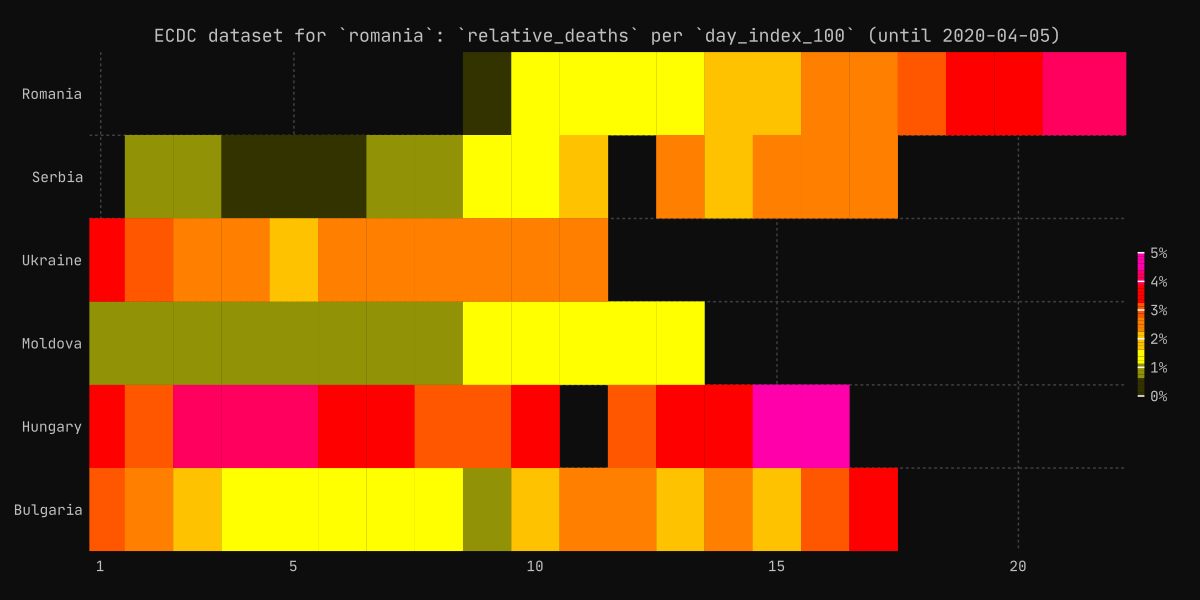 ECDC dataset for `romania`: `relative_deaths` per `day_index_100` (until 2020-04-05)
Romania
Serbia
Ukraine
Moldova
Hungary
Bulgaria
1 5 10 15 20
5%
4%
3%
2%
1%
0%